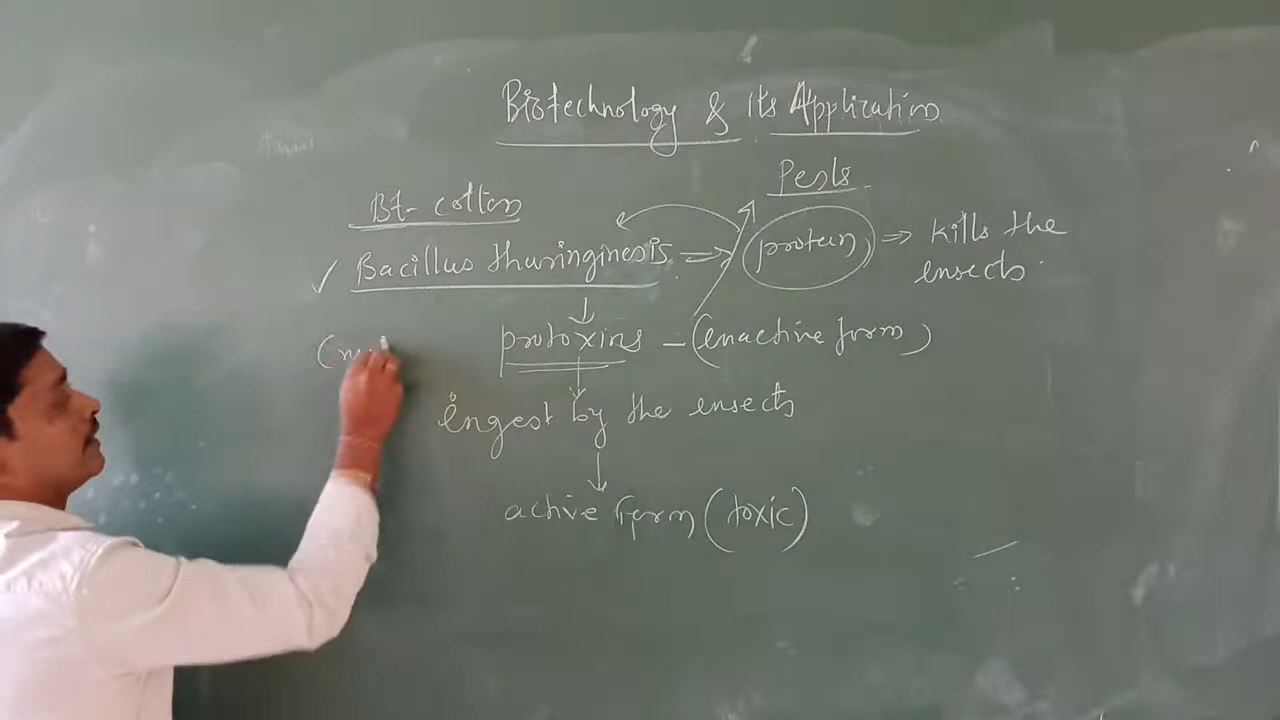 Biotechnology & its Application
Pests
Bt- cotton
✓ Bacillus thuringinesis => protein => kills the
insects.
protoxins - (inactive form)
ingest by the insects
active form (toxic)